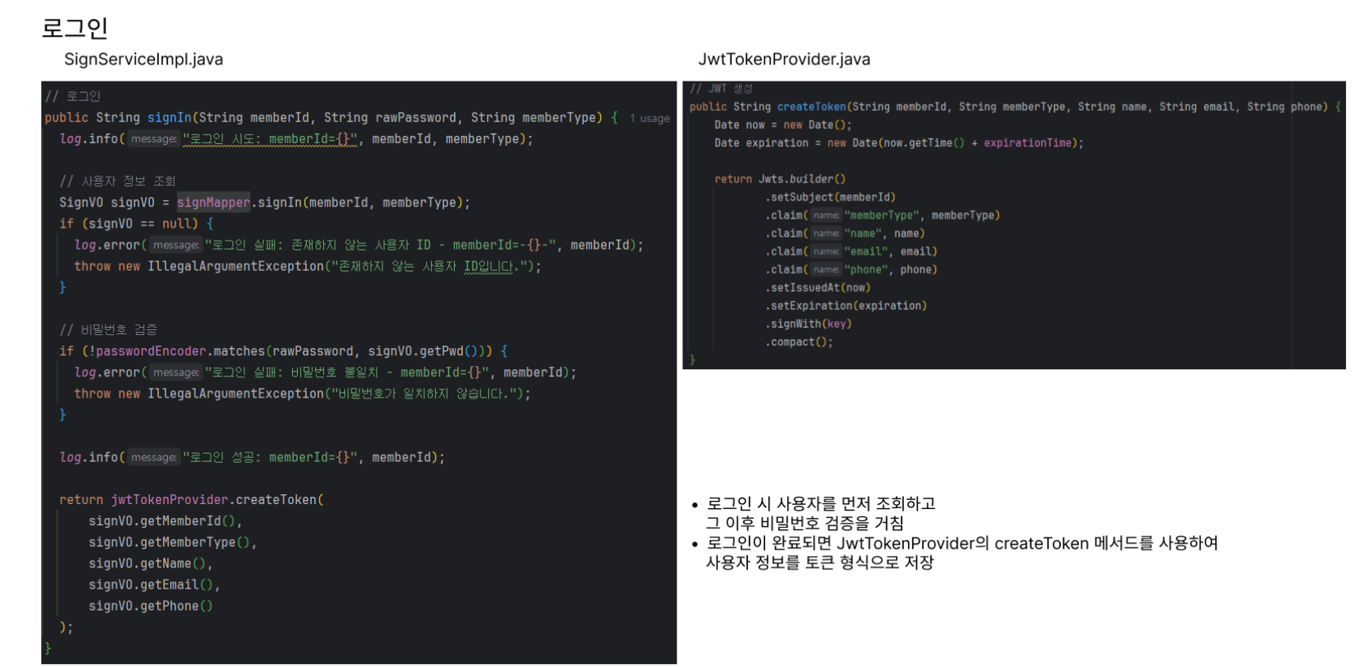 로그인
SignServiceImpl.java
// 로그인
public String signIn(String memberId, String rawPassword, String memberType) { 1 usage
log.info( message: "로그인 시도: memberId={}", memberId, memberType);
// 사용자 정보 조회
SignVO signVO = signMapper.signIn(memberId, memberType);
if (signVO == null) {
log.error( message: "로그인 실패: 존재하지 않는 사용자 ID - memberId=-{}-", memberId);
throw new IllegalArgumentException("존재하지 않는 사용자 ID입니다.");
}
// 비밀번호 검증
if (!passwordEncoder.matches(rawPassword, signVO.getPwd())) {
log.error( message: "로그인 실패: 비밀번호 불일치 - memberId={}", memberId);
throw new IllegalArgumentException("비밀번호가 일치하지 않습니다.");
}
log.info( message: "로그인 성공: memberId={}", memberId);
return jwtTokenProvider.createToken(
signVO.getMemberId(),
signVO.getMemberType(),
signVO.getName(),
signVO.getEmail(),
signVO.getPhone()
);
}
JwtTokenProvider.java
// JWT 생성
public String createToken(String memberId, String memberType, String name, String email, String phone) {
Date now = new Date();
Date expiration = new Date(now.getTime() + expirationTime);
return Jwts.builder()
.setSubject(memberId)
.claim( name: "memberType", memberType)
.claim( name: "name", name)
.claim( name: "email", email)
.claim( name: "phone", phone)
.setIssuedAt(now)
.setExpiration(expiration)
.signWith(key)
.compact();
}
• 로그인 시 사용자를 먼저 조회하고
그 이후 비밀번호 검증을 거침
• 로그인이 완료되면 JwtTokenProvider의 createToken 메서드를 사용하여
사용자 정보를 토큰 형식으로 저장